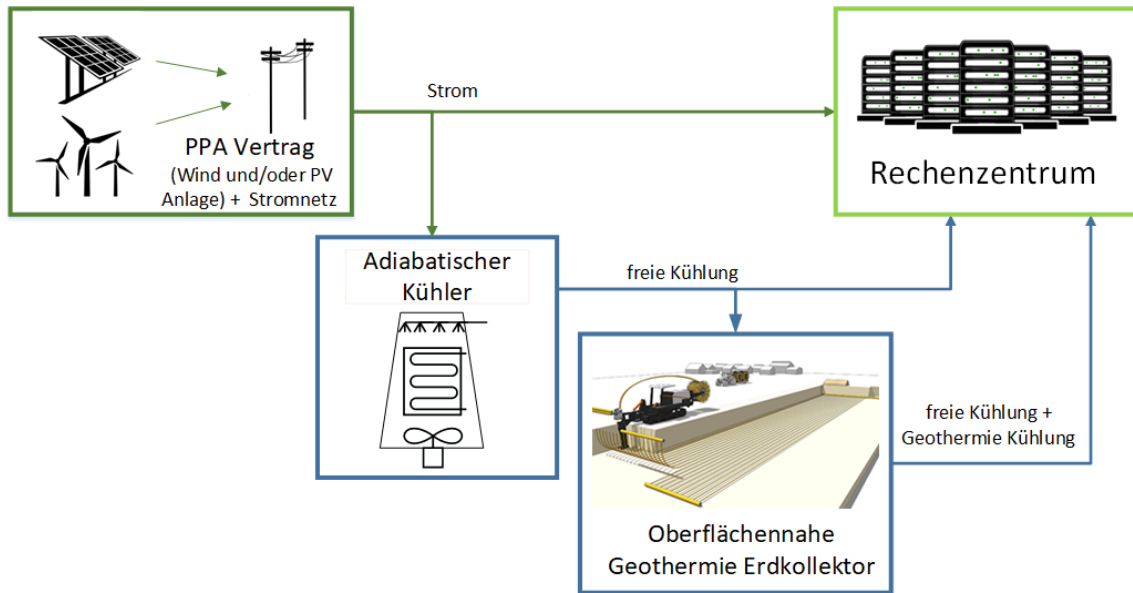 Strom
PPA Vertrag
(Wind und/oder PV
Anlage) + Stromnetz
Rechenzentrum
Adiabatischer
Kühler
freie Kühlung
freie Kühlung +
Geothermie Kühlung
Oberflächennahe
Geothermie Erdkollektor